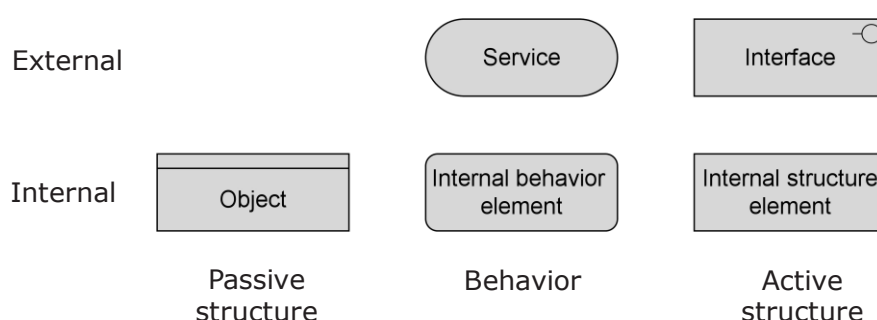 External
Service
Interface
Internal
Object
Internal behavior
element
Internal structure
element
Passive
structure
Behavior
Active
structure